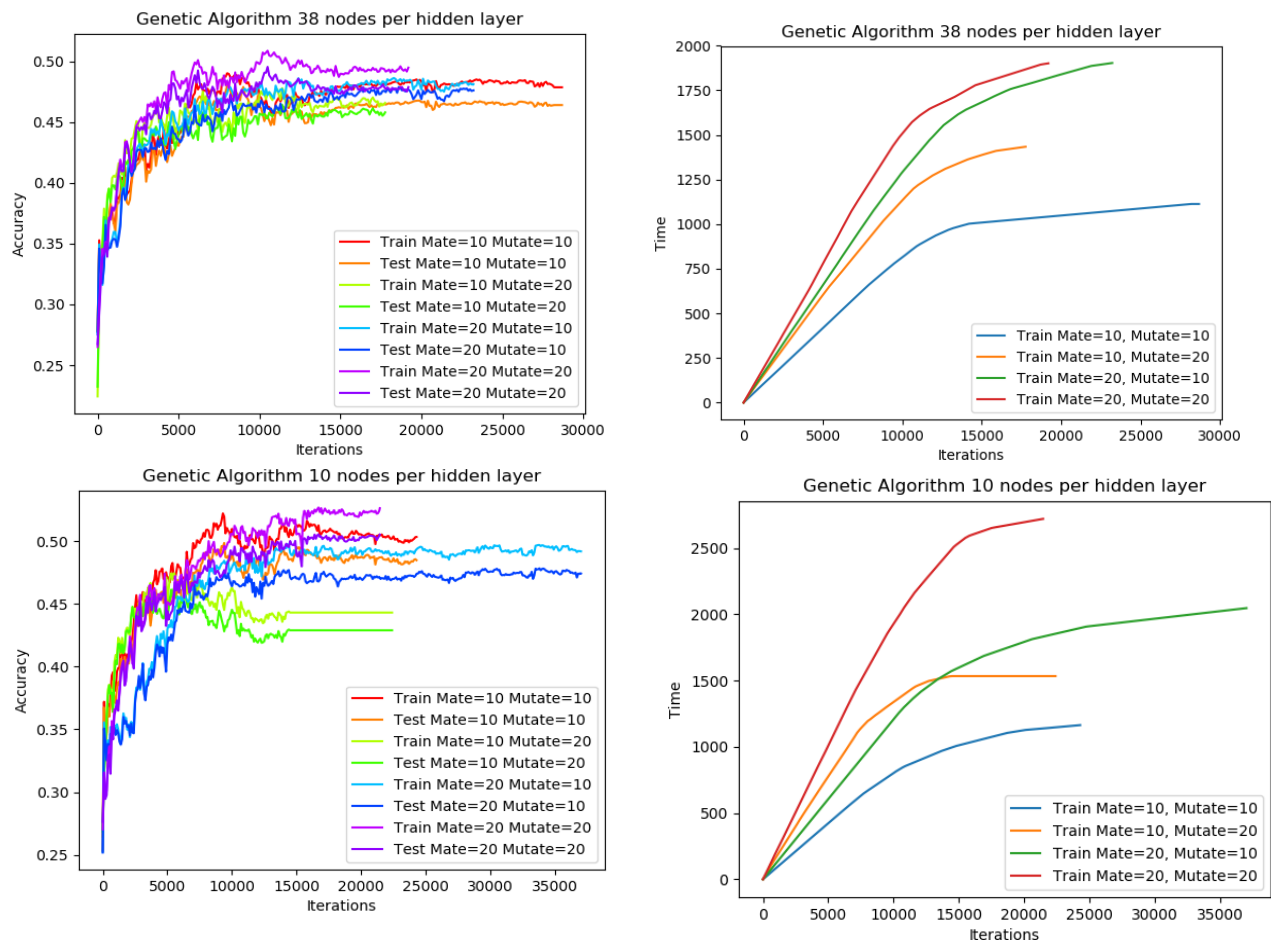 Genetic Algorithm 38 nodes per hidden layer
0.50
0.45
0.40
0.35
0.30
0.25
Accuracy
0
5000
10000
15000
20000
25000
30000
Iterations
Train Mate=10 Mutate=10
Test Mate=10 Mutate=10
Train Mate=10 Mutate=20
Test Mate=10 Mutate=20
Train Mate=20 Mutate=10
Test Mate=20 Mutate=10
Train Mate=20 Mutate=20
Test Mate=20 Mutate=20
Genetic Algorithm 38 nodes per hidden layer
2000
1750
1500
1250
1000
750
500
250
0
Time
0
5000
10000
15000
20000
25000
30000
Iterations
Train Mate=10, Mutate=10
Train Mate=10, Mutate=20
Train Mate=20, Mutate=10
Train Mate=20, Mutate=20
Genetic Algorithm 10 nodes per hidden layer
0.50
0.45
0.40
0.35
0.30
0.25
Accuracy
0
5000
10000
15000
20000
25000
30000
35000
Iterations
Train Mate=10 Mutate=10
Test Mate=10 Mutate=10
Train Mate=10 Mutate=20
Test Mate=10 Mutate=20
Train Mate=20 Mutate=10
Test Mate=20 Mutate=10
Train Mate=20 Mutate=20
Test Mate=20 Mutate=20
Genetic Algorithm 10 nodes per hidden layer
2500
2000
1500
1000
500
0
Time
0
5000
10000
15000
20000
25000
30000
35000
Iterations
Train Mate=10, Mutate=10
Train Mate=10, Mutate=20
Train Mate=20, Mutate=10
Train Mate=20, Mutate=20